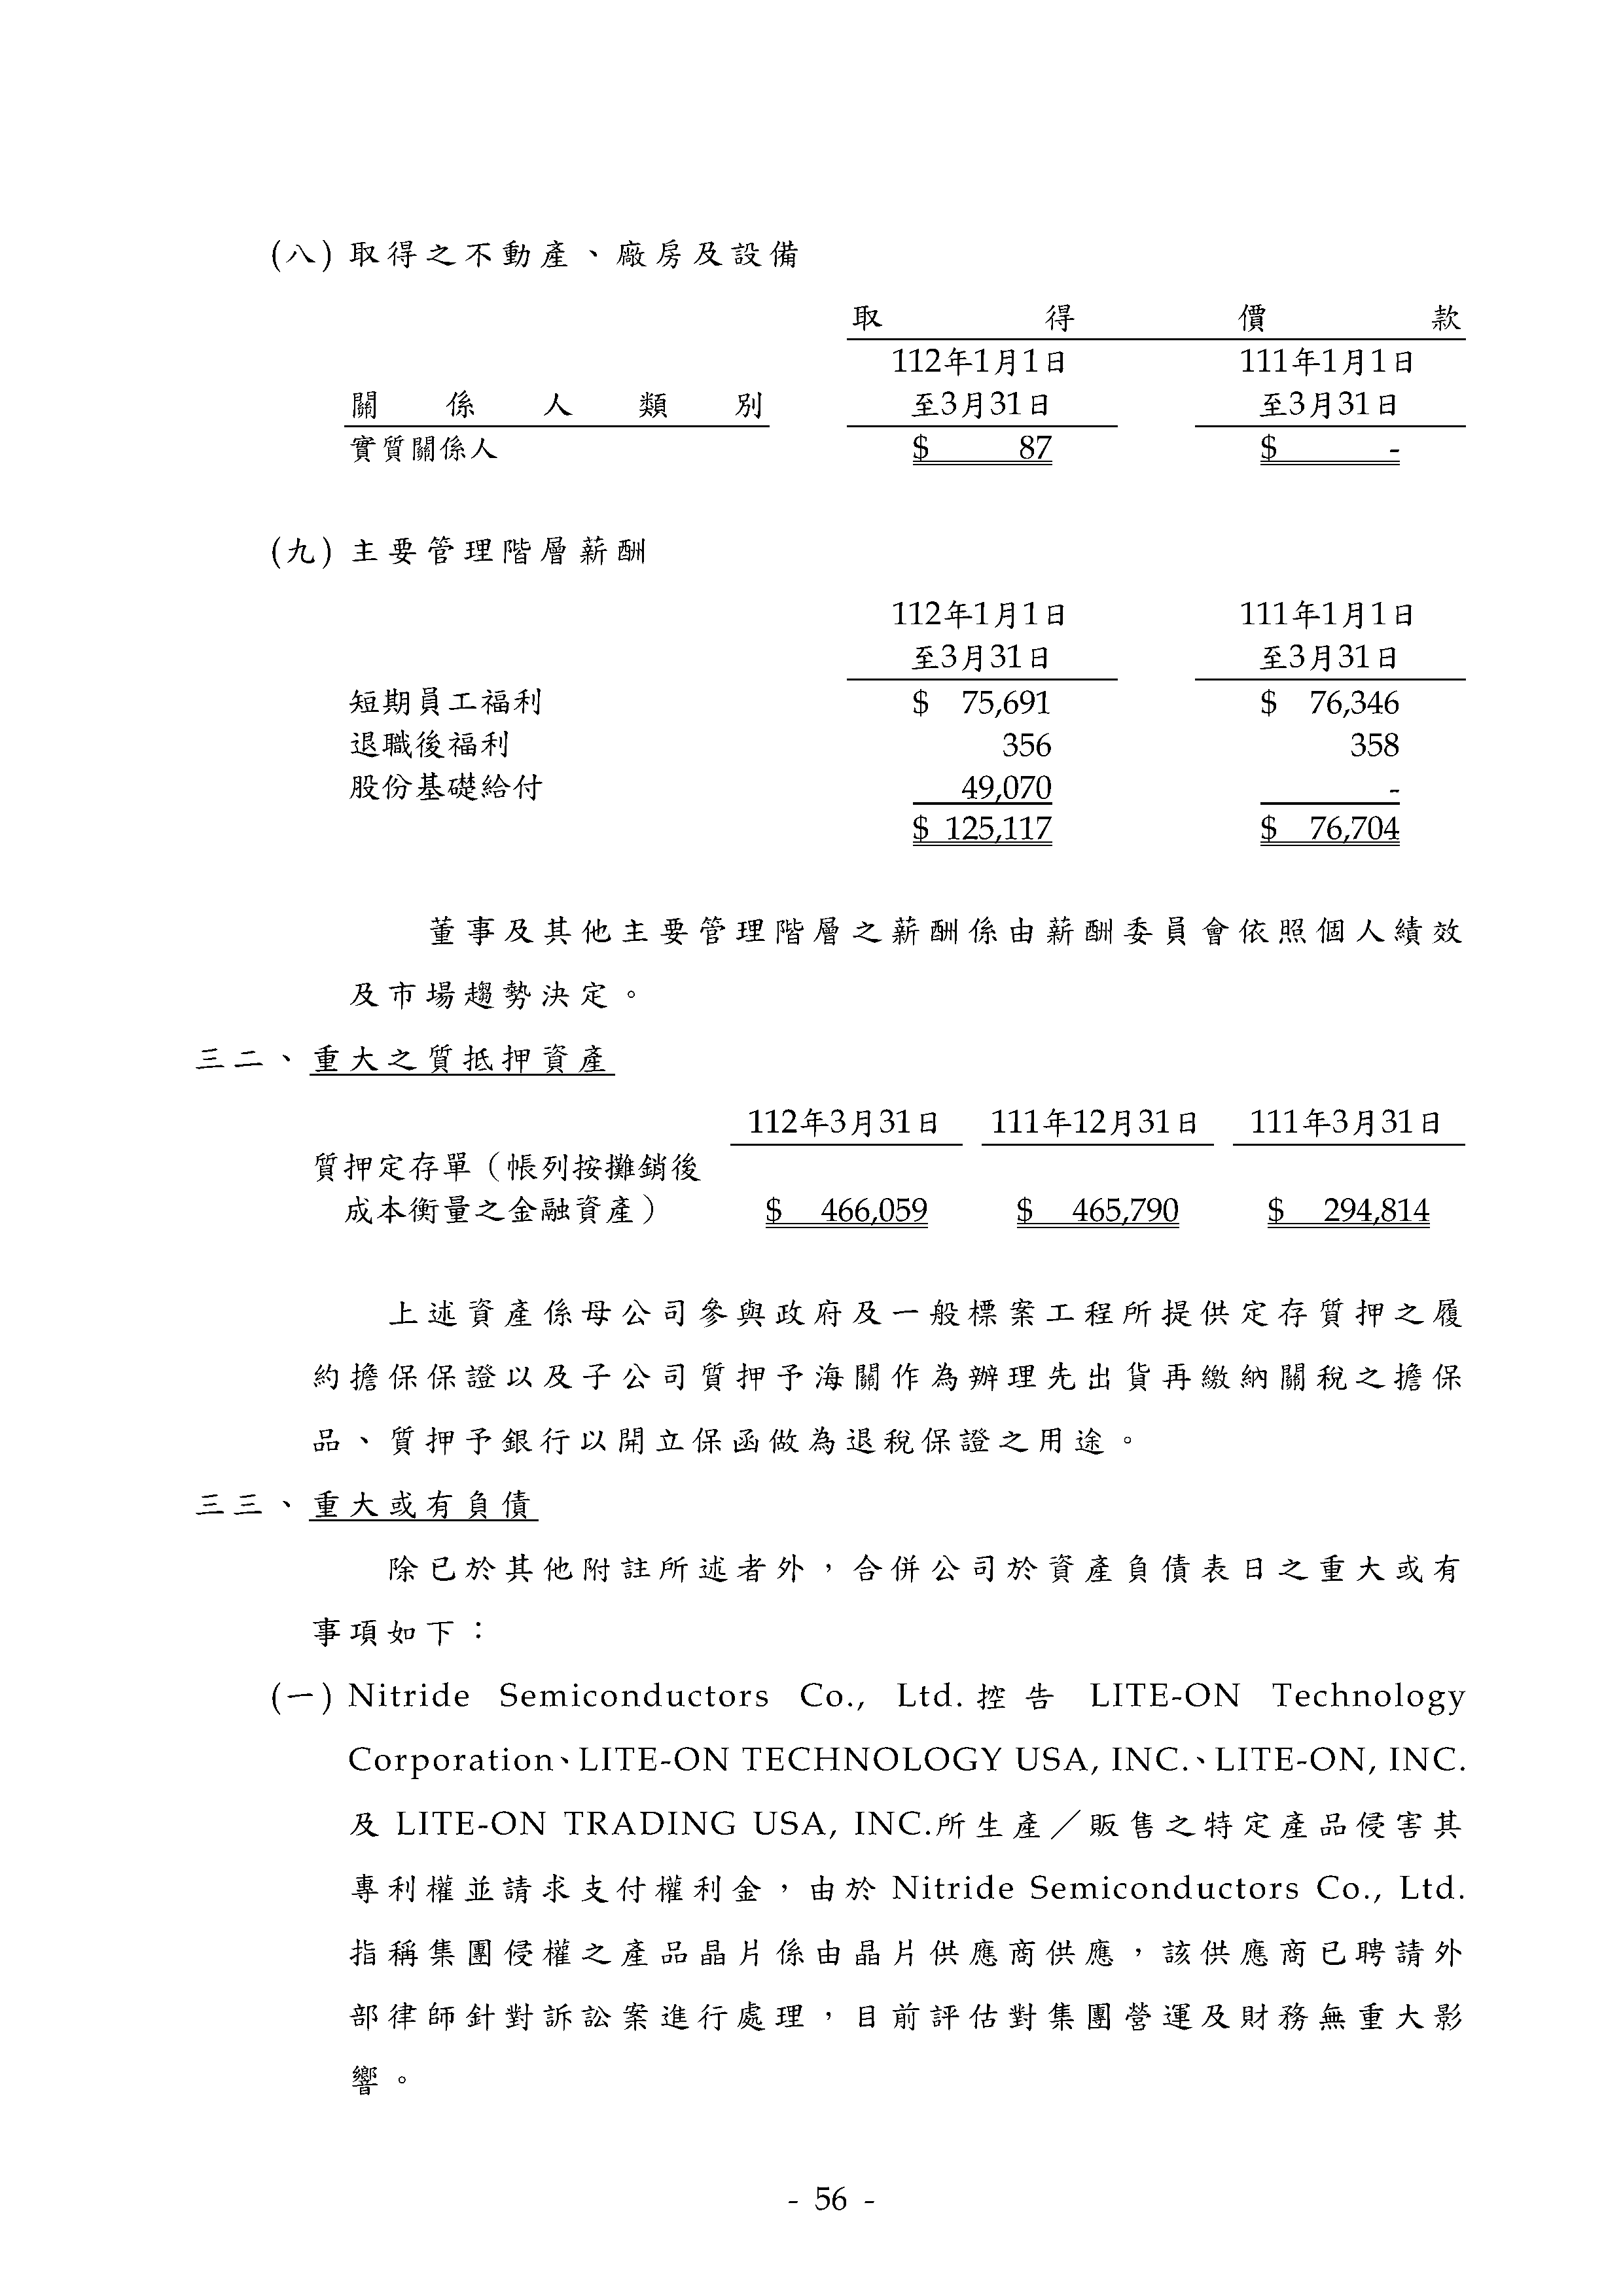 (八) 取得之不動產、廠房及設備
取得價款
112年1月1日 111年1月1日
關係人類別 至3月31日 至3月31日
實質關係人 $ 87 $ -
(九) 主要管理階層薪酬
112年1月1日 111年1月1日
至3月31日 至3月31日
短期員工福利 $ 75,691 $ 76,346
退職後福利 356 358
股份基礎給付 49,070 -
$ 125,117 $ 76,704
董事及其他主要管理階層之薪酬係由薪酬委員會依照個人績效
及市場趨勢決定。
三二、重大之質抵押資產
112年3月31日 111年12月31日 111年3月31日
質押定存單（帳列按攤銷後
成本衡量之金融資產） $ 466,059 $ 465,790 $ 294,814
上述資產係母公司參與政府及一般標案工程所提供定存質押之履
約擔保保證以及子公司質押予海關作為辦理先出貨再繳納關稅之擔保
品、質押予銀行以開立保函做為退稅保證之用途。
三三、重大或有負債
除已於其他附註所述者外，合併公司於資產負債表日之重大或有
事項如下：
(一) Nitride Semiconductors Co., Ltd.控告 LITE-ON Technology
Corporation、LITE-ON TECHNOLOGY USA, INC.、LITE-ON, INC.
及 LITE-ON TRADING USA, INC.所生產／販售之特定產品侵害其
專利權並請求支付權利金，由於 Nitride Semiconductors Co., Ltd.
指稱集團侵權之產品晶片係由晶片供應商供應，該供應商已聘請外
部律師針對訴訟案進行處理，目前評估對集團營運及財務無重大影
響。
- 56 -